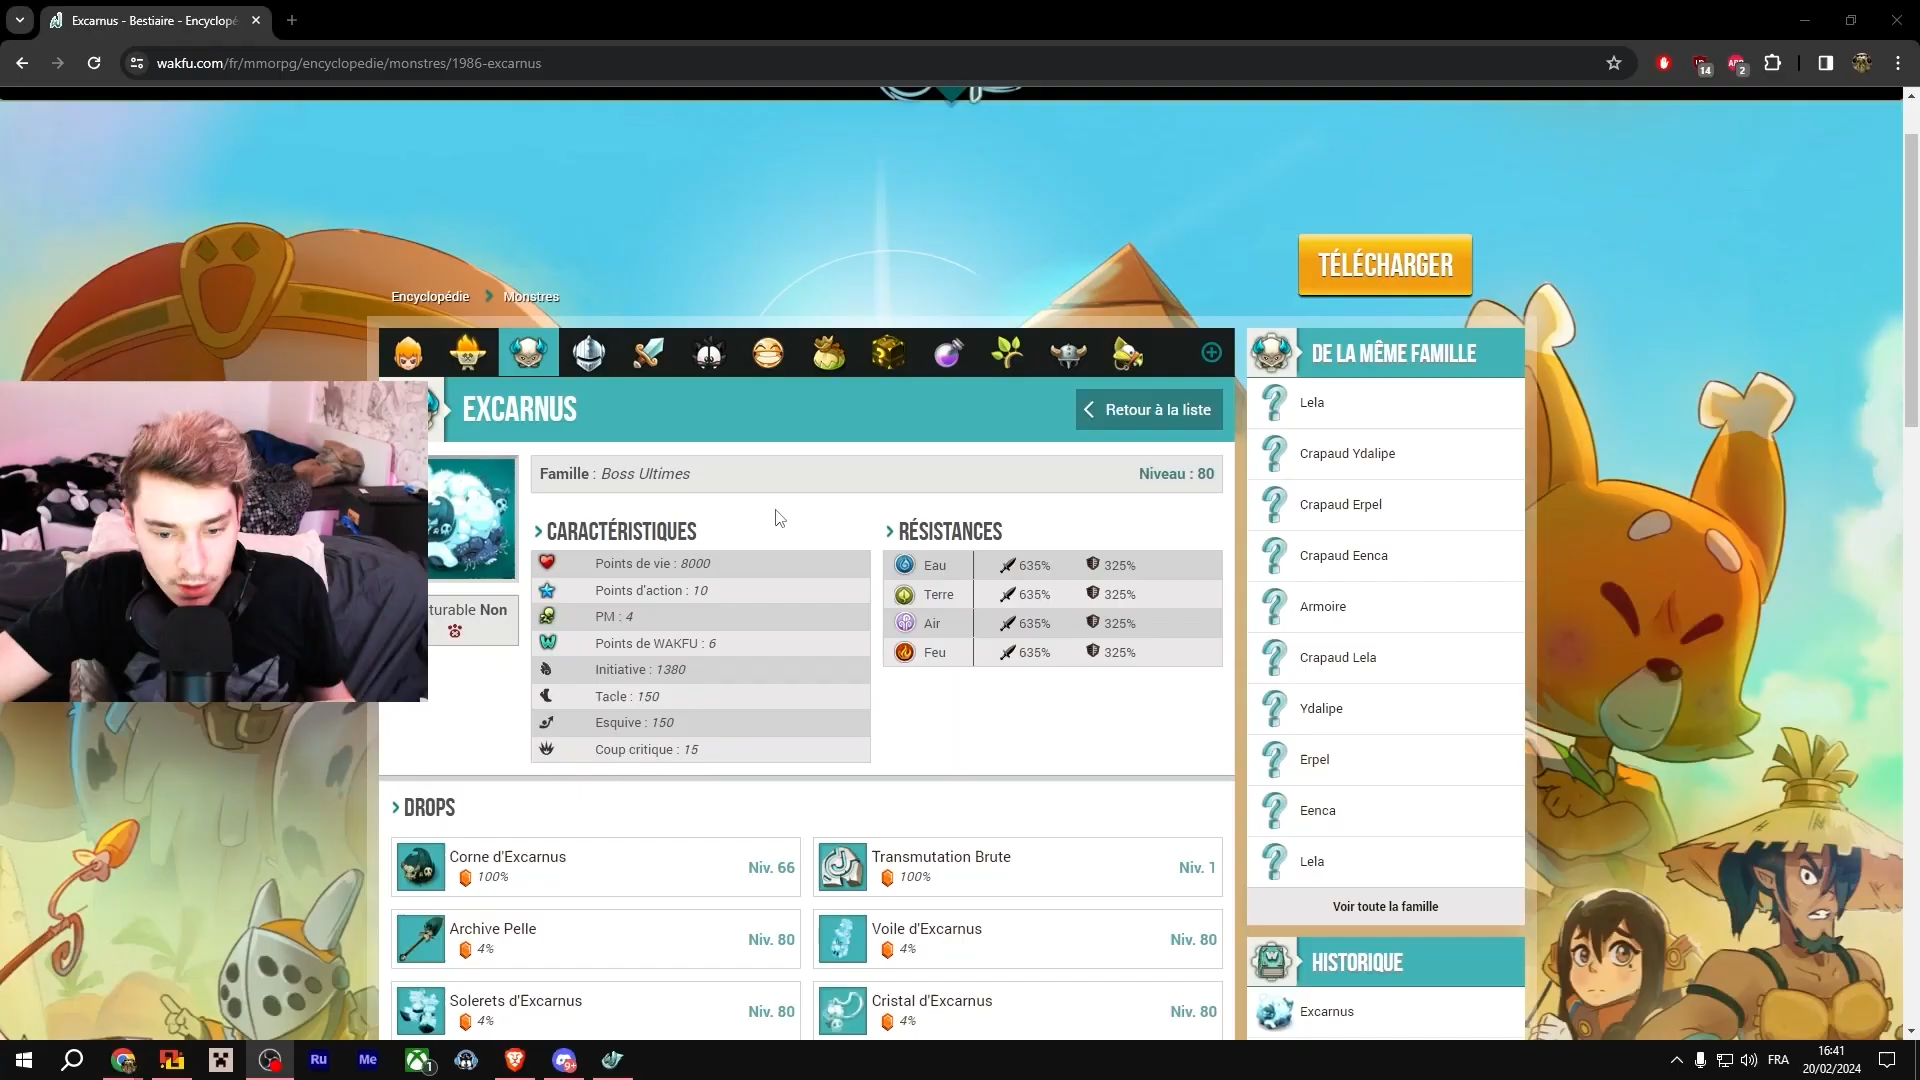 Excarnus - Bestiaire - Encyclopé
wakfu.com/fr/mmorpg/encyclopedie/monstres/1986-excarnus
14
2
TÉLÉCHARGER
Encyclopédie
Monstres
EXCARNUS
Retour à la liste
Famille : Boss Ultimes
Niveau : 80
turable Non
CARACTÉRISTIQUES
Points de vie : 8000
Points d'action : 10
PM : 4
Points de WAKFU : 6
Initiative : 1380
Tacle : 150
Esquive : 150
Coup critique : 15
RÉSISTANCES
Eau 635% 325%
Terre 635% 325%
Air 635% 325%
Feu 635% 325%
DROPS
Corne d'Excarnus
100%
Niv. 66
Transmutation Brute
100%
Niv. 1
Archive Pelle
4%
Niv. 80
Voile d'Excarnus
4%
Niv. 80
Solerets d'Excarnus
4%
Niv. 80
Cristal d'Excarnus
4%
Niv. 80
DE LA MÊME FAMILLE
Lela
Crapaud Ydalipe
Crapaud Erpel
Crapaud Eenca
Armoire
Crapaud Lela
Ydalipe
Erpel
Eenca
Lela
Voir toute la famille
HISTORIQUE
Excarnus
Ru
Me
1
9+
FRA
16:41
20/02/2024